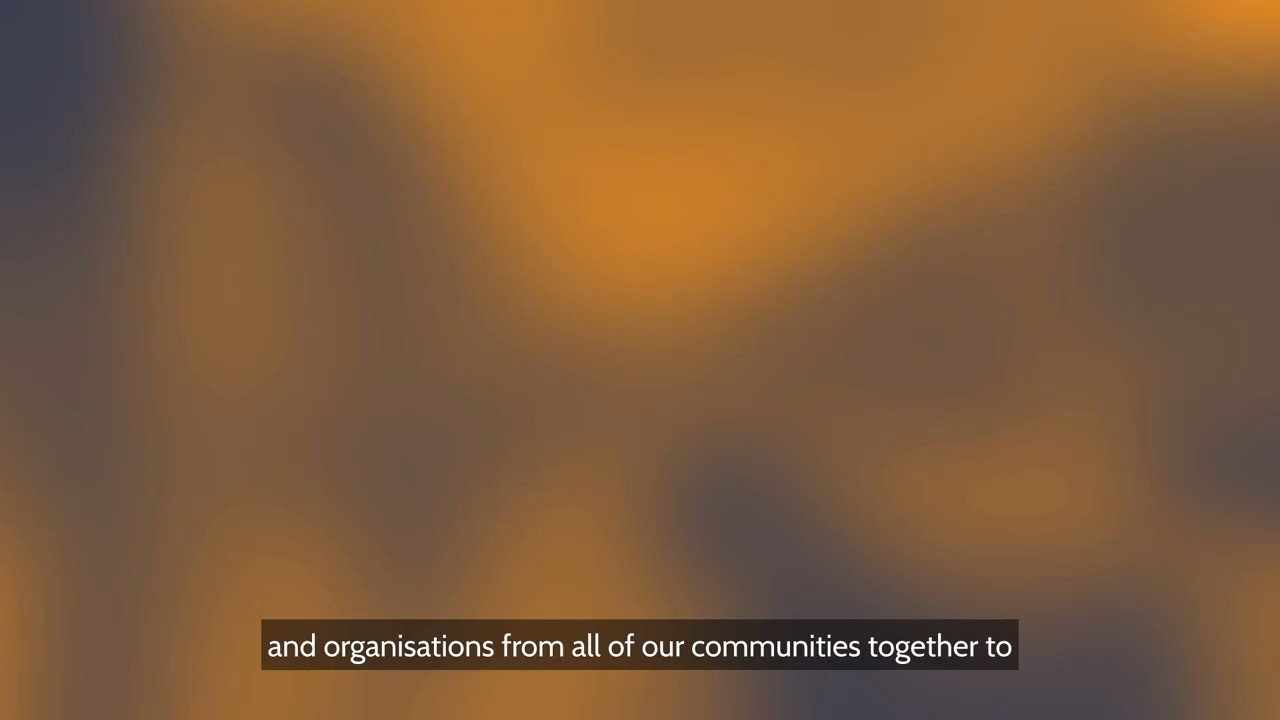 and organisations from all of our communities together to